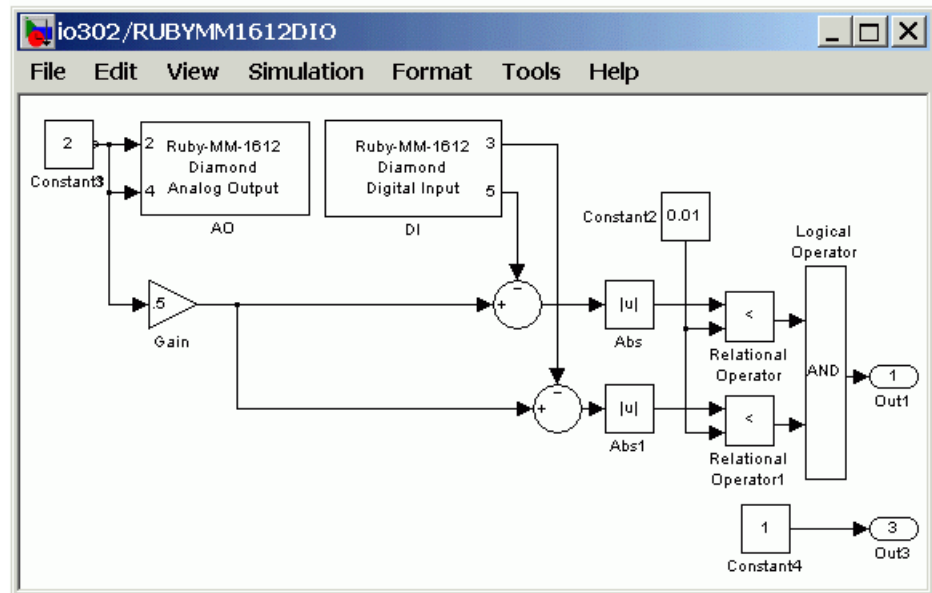 io302/RUBYMM1612DIO
File Edit View Simulation Format Tools Help
2
Constant3
2
4
Ruby-MM-1612
Diamond
Analog Output
AO
Ruby-MM-1612
Diamond
Digital Input
3
5
DI
Constant2
0.01
Logical
Operator
.5
Gain
−
+
|u|
Abs
<
Relational
Operator
AND
1
Out1
−
+
|u|
Abs1
<
Relational
Operator1
1
Constant4
3
Out3